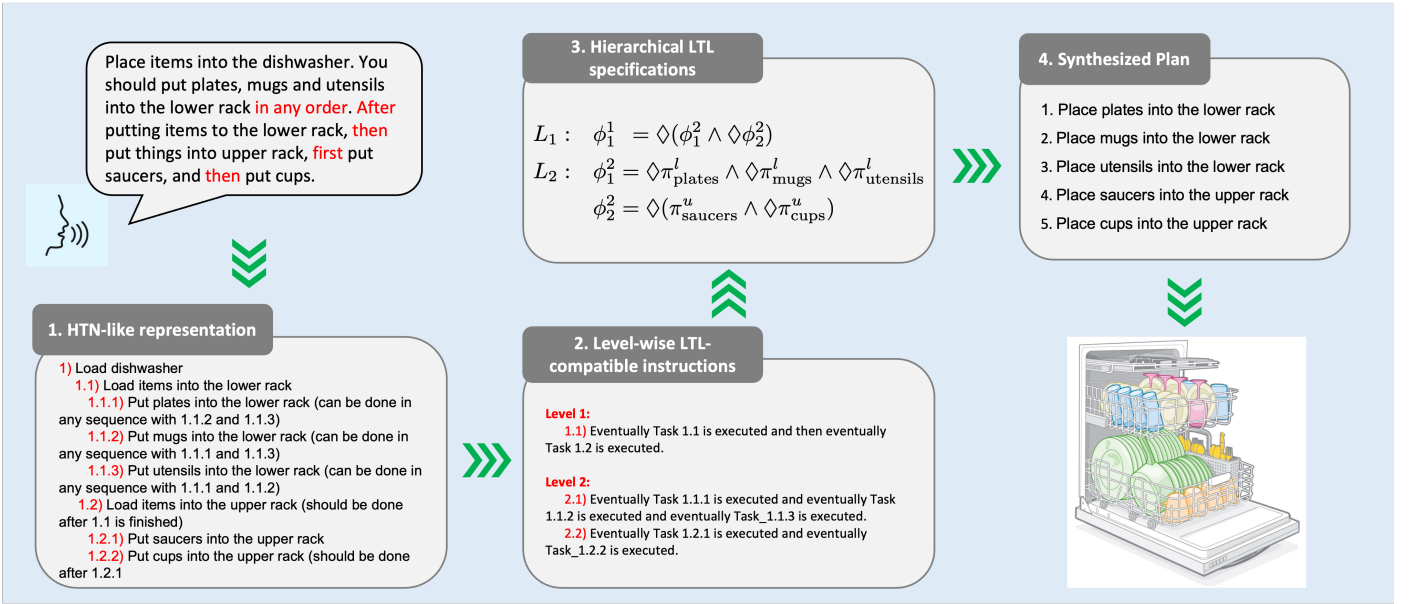 Place items into the dishwasher. You
should put plates, mugs and utensils
into the lower rack in any order. After
putting items to the lower rack, then
put things into upper rack, first put
saucers, and then put cups.
1. HTN-like representation
1) Load dishwasher
1.1) Load items into the lower rack
1.1.1) Put plates into the lower rack (can be done in
any sequence with 1.1.2 and 1.1.3)
1.1.2) Put mugs into the lower rack (can be done in
any sequence with 1.1.1 and 1.1.3)
1.1.3) Put utensils into the lower rack (can be done in
any sequence with 1.1.1 and 1.1.2)
1.2) Load items into the upper rack (should be done
after 1.1 is finished)
1.2.1) Put saucers into the upper rack
1.2.2) Put cups into the upper rack (should be done
after 1.2.1
2. Level-wise LTL-
compatible instructions
Level 1:
1.1) Eventually Task 1.1 is executed and then eventually
Task 1.2 is executed.
Level 2:
2.1) Eventually Task 1.1.1 is executed and eventually Task
1.1.2 is executed and eventually Task_1.1.3 is executed.
2.2) Eventually Task 1.2.1 is executed and eventually
Task_1.2.2 is executed.
3. Hierarchical LTL
specifications
L₁ : ϕ₁¹ = ◊(ϕ₁² ∧ ◊ϕ₂²)
L₂ : ϕ₁² = ◊π^l_plates ∧ ◊π^l_mugs ∧ ◊π^l_utensils
ϕ₂² = ◊(π^u_saucers ∧ ◊π^u_cups)
4. Synthesized Plan
1. Place plates into the lower rack
2. Place mugs into the lower rack
3. Place utensils into the lower rack
4. Place saucers into the upper rack
5. Place cups into the upper rack